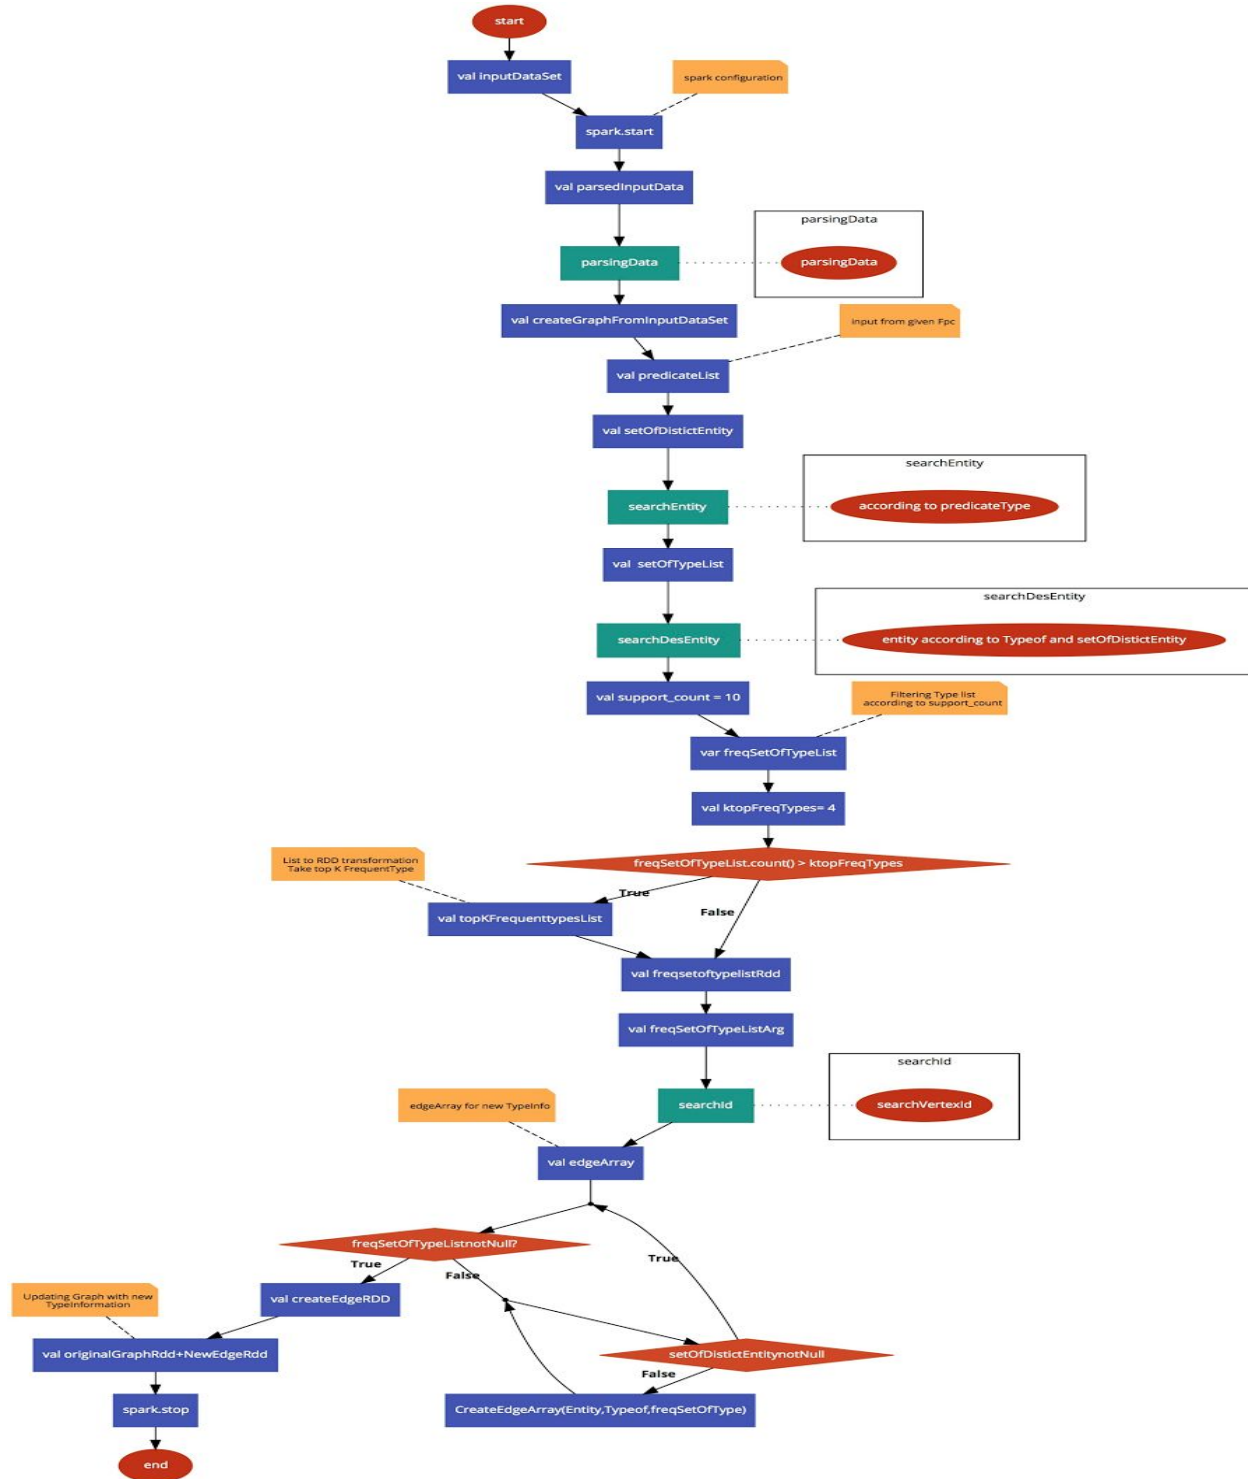 start
val inputDataSet
spark configuration
spark.start
val parsedInputData
parsingData
parsingData
parsingData
val createGraphFromInputDataSet
input from given Fpc
val predicateList
val setOfDistictEntity
searchEntity
searchEntity
according to predicateType
val setOfTypeList
searchDesEntity
searchDesEntity
entity according to Typeof and setOfDistictEntity
val support_count = 10
Filtering Type list
according to support_count
var freqSetOfTypeList
val ktopFreqTypes= 4
freqSetOfTypeList.count() > ktopFreqTypes
List to RDD transformation
Take top K FrequentType
True
False
val topKFrequenttypesList
val freqsetoftypelistRdd
val freqSetOfTypeListArg
searchId
searchId
searchVertexId
edgeArray for new TypeInfo
val edgeArray
freqSetOfTypeListnotNull?
True
False
True
val createEdgeRDD
Updating Graph with new
TypeInformation
val originalGraphRdd+NewEdgeRdd
setOfDistictEntitynotNull
False
spark.stop
CreateEdgeArray(Entity,Typeof,freqSetOfType)
end